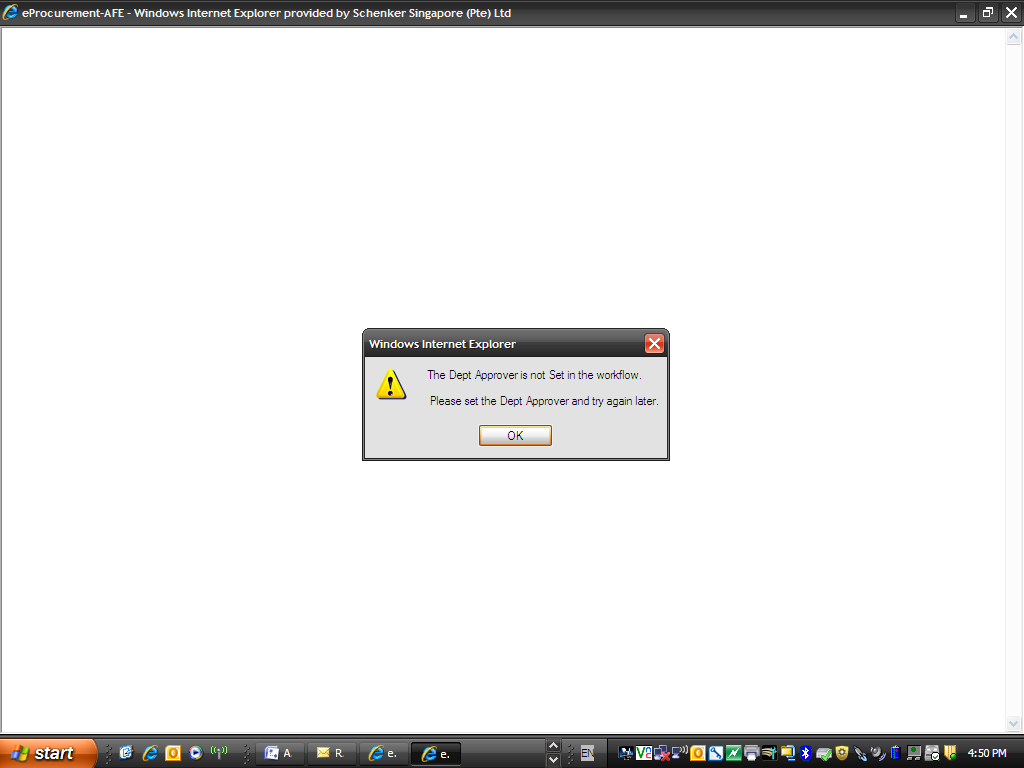 eProcurement-AFE - Windows Internet Explorer provided by Schenker Singapore (Pte) Ltd
Windows Internet Explorer
The Dept Approver is not Set in the workflow.
Please set the Dept Approver and try again later.
OK
start
A.
R.
e.
e.
EN
4:50 PM